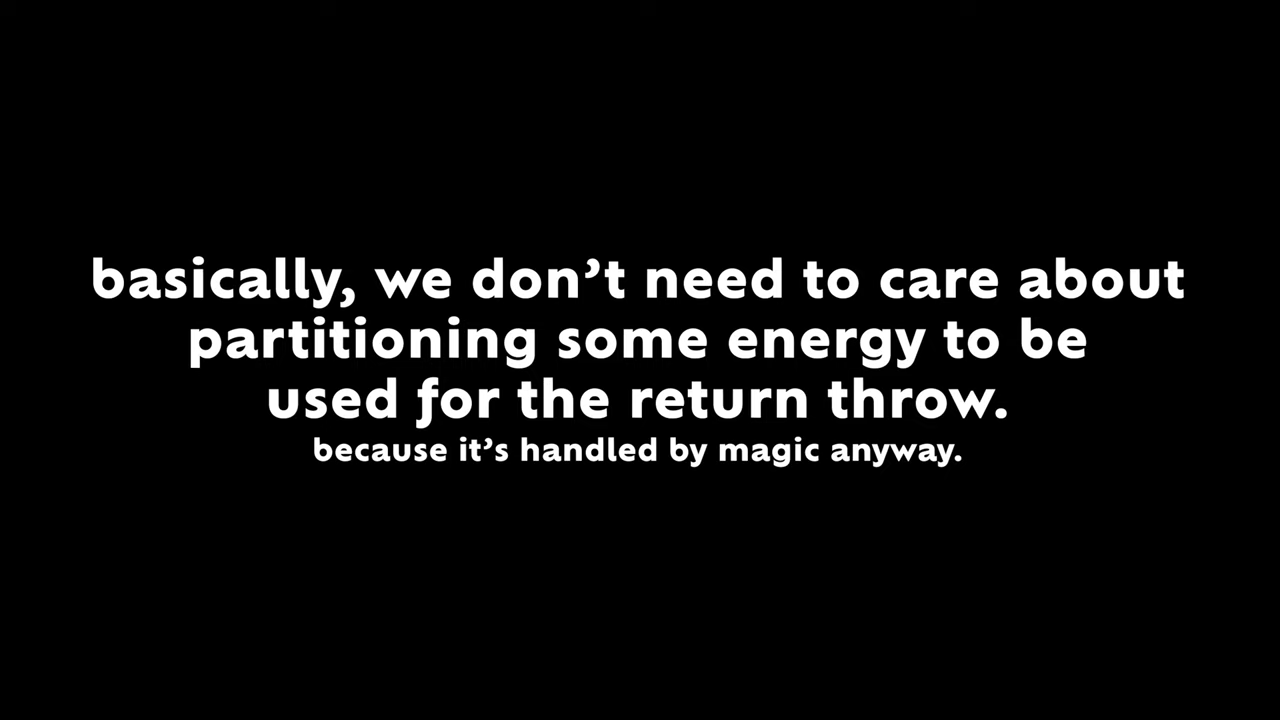 basically, we don’t need to care about
partitioning some energy to be
used for the return throw.
because it’s handled by magic anyway.